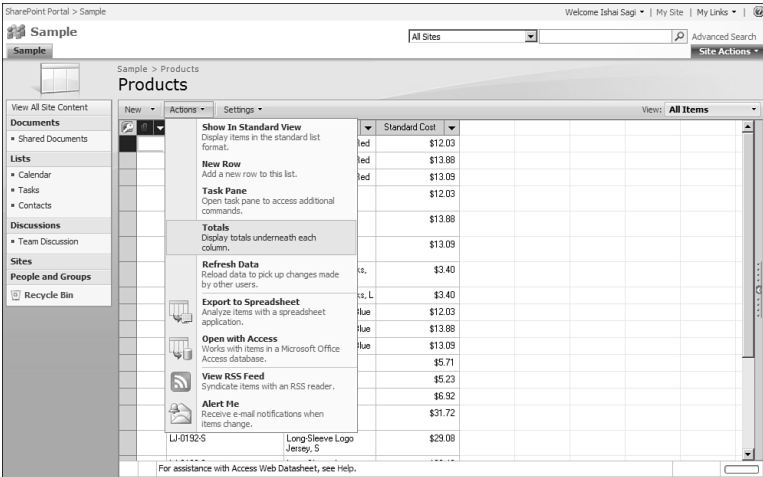 SharePoint Portal > Sample
Welcome Ishai Sagi | My Site | My Links |
Sample
All Sites
Advanced Search
Sample
Site Actions
Sample > Products
Products
View All Site Content
Documents
Shared Documents
Lists
Calendar
Tasks
Contacts
Discussions
Team Discussion
Sites
People and Groups
Recycle Bin
New Actions Settings View: All Items
Standard Cost
Show In Standard View
Display items in the standard list
format.
New Row
Add a new row to this list.
Task Pane
Open task pane to access additional
commands.
Totals
Display totals underneath each
column.
Refresh Data
Reload data to pick up changes made
by other users.
Export to Spreadsheet
Analyze items with a spreadsheet
application.
Open with Access
Works with items in a Microsoft Office
Access database.
View RSS Feed
Syndicate items with an RSS reader.
Alert Me
Receive e-mail notifications when
items change.
$12.03
$13.88
$13.09
$12.03
$13.88
$13.09
$3.40
L $3.40
$12.03
$13.88
$13.09
$5.71
$5.23
$6.92
$31.72
LJ-0192-S Long-Sleeve Logo $29.08
Jersey, S
For assistance with Access Web Datasheet, see Help.